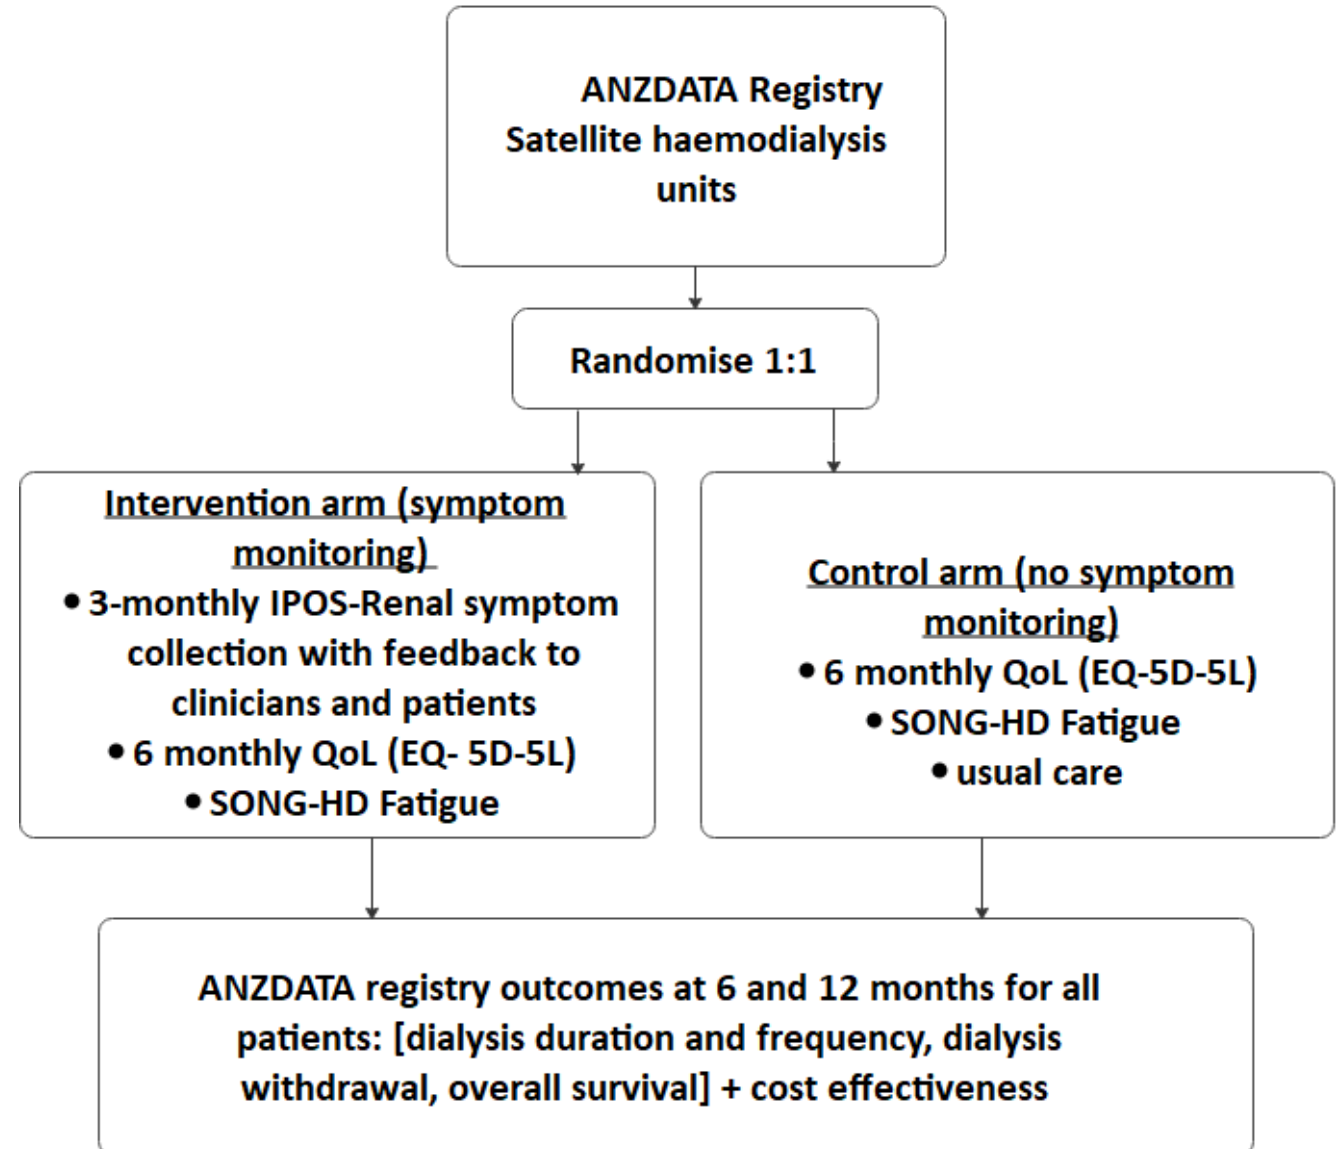 ANZDATA Registry
Satellite haemodialysis
units
Randomise 1:1
Intervention arm (symptom
monitoring)
• 3-monthly IPOS-Renal symptom
collection with feedback to
clinicians and patients
• 6 monthly QoL (EQ- 5D-5L)
• SONG-HD Fatigue
Control arm (no symptom
monitoring)
• 6 monthly QoL (EQ-5D-5L)
• SONG-HD Fatigue
• usual care
ANZDATA registry outcomes at 6 and 12 months for all
patients: [dialysis duration and frequency, dialysis
withdrawal, overall survival] + cost effectiveness